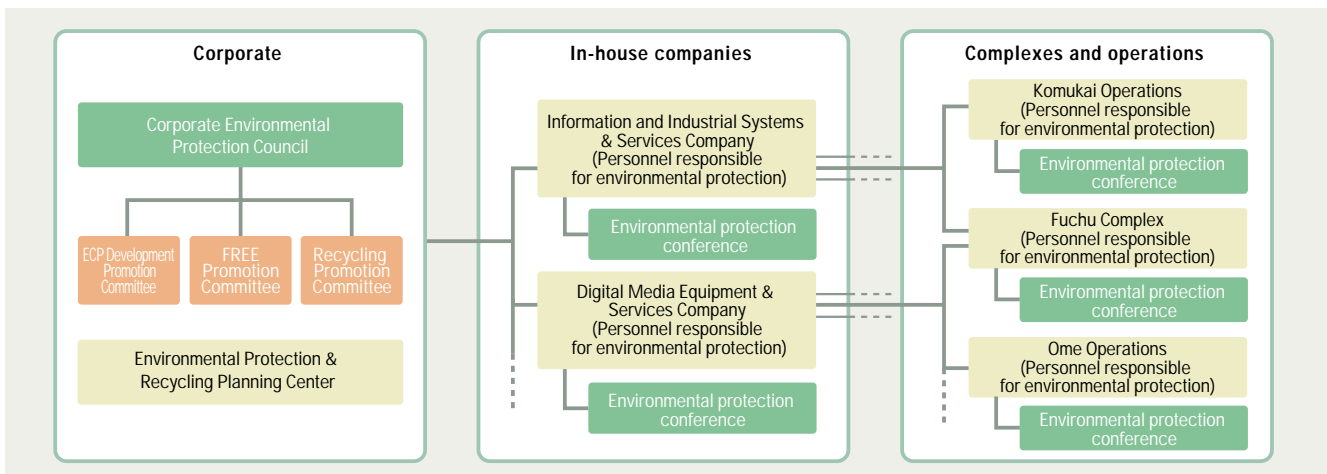 Corporate
Corporate Environmental
Protection Council
ECP Development
Promotion
Committee
FREE
Promotion
Committee
Recycling
Promotion
Committee
Environmental Protection &
Recycling Planning Center
In-house companies
Information and Industrial Systems
& Services Company
(Personnel responsible
for environmental protection)
Environmental protection
conference
Digital Media Equipment &
Services Company
(Personnel responsible
for environmental protection)
Environmental protection
conference
Complexes and operations
Komukai Operations
(Personnel responsible
for environmental protection)
Environmental protection
conference
Fuchu Complex
(Personnel responsible
for environmental protection)
Environmental protection
conference
Ome Operations
(Personnel responsible
for environmental protection)
Environmental protection
conference